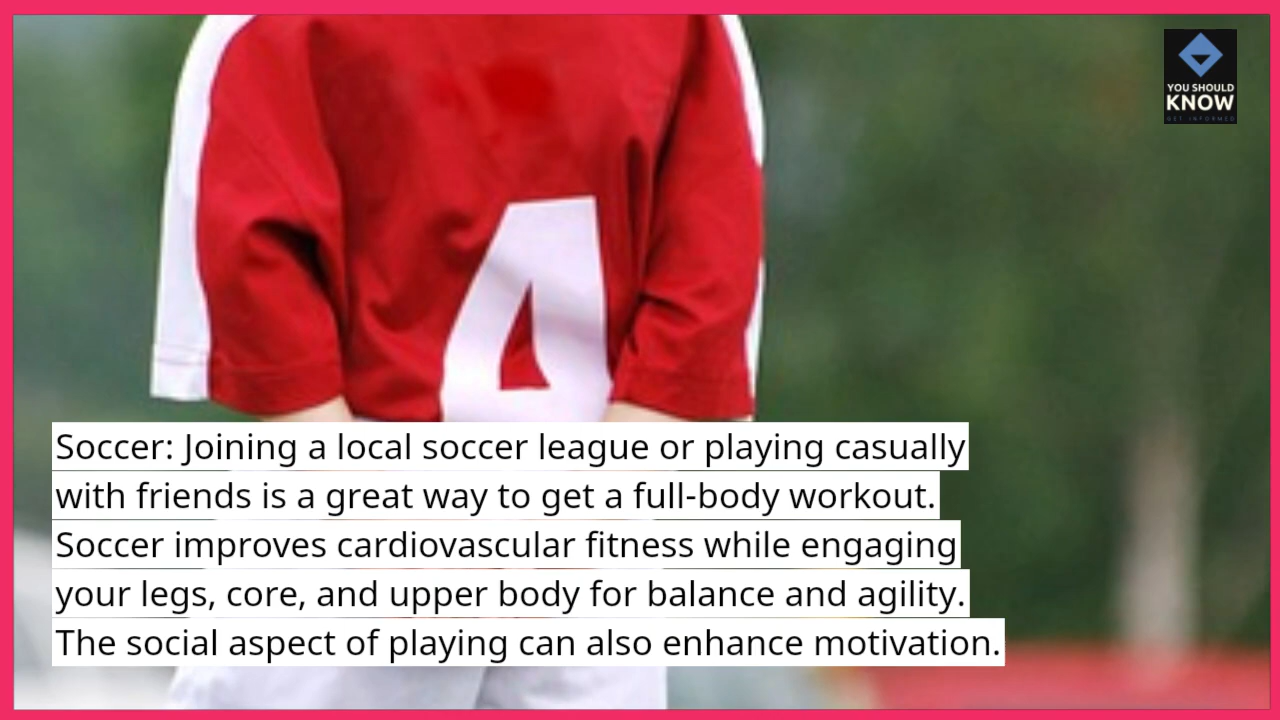 YOU SHOULD
KNOW
GET INFORMED
4
Soccer: Joining a local soccer league or playing casually
with friends is a great way to get a full-body workout.
Soccer improves cardiovascular fitness while engaging
your legs, core, and upper body for balance and agility.
The social aspect of playing can also enhance motivation.